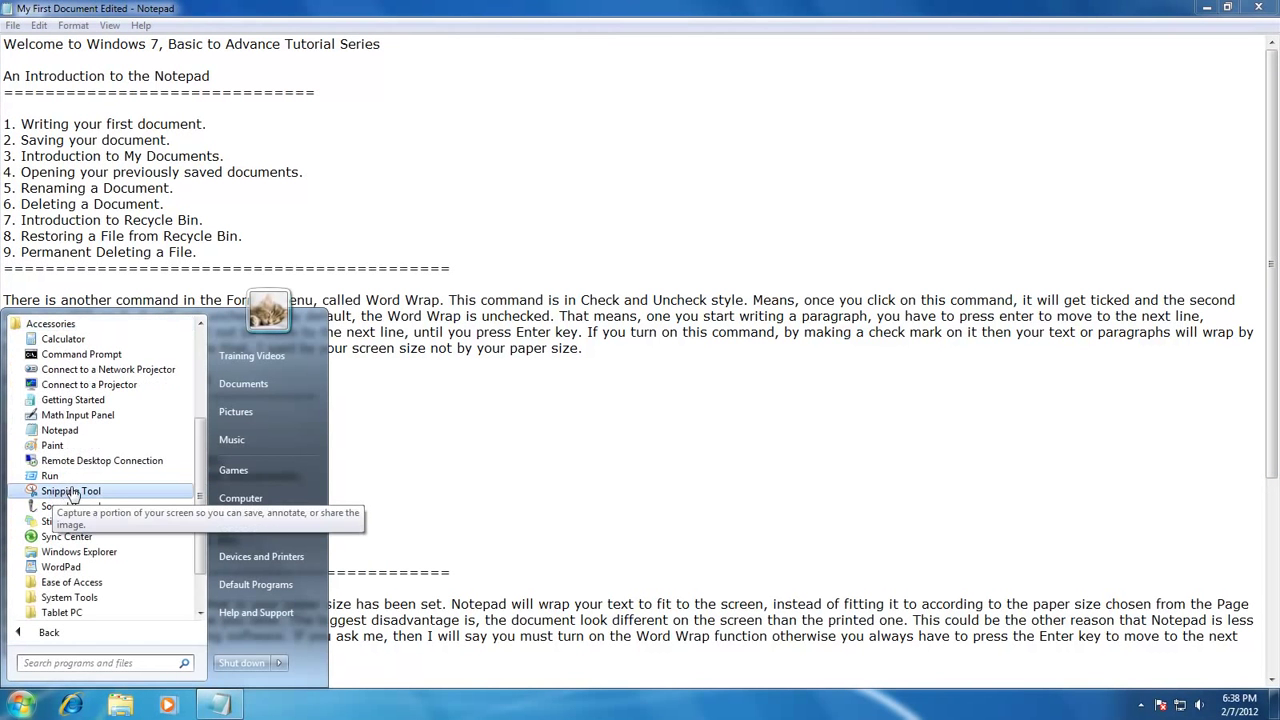 My First Document Edited - Notepad
File Edit Format View Help
Welcome to Windows 7, Basic to Advance Tutorial Series
An Introduction to the Notepad
==============================
1. Writing your first document.
2. Saving your document.
3. Introduction to My Documents.
4. Opening your previously saved documents.
5. Renaming a Document.
6. Deleting a Document.
7. Introduction to Recycle Bin.
8. Restoring a File from Recycle Bin.
9. Permanent Deleting a File.
===========================================
There is another command in the For enu, called Word Wrap. This command is in Check and Uncheck style. Means, once you click on this command, it will get ticked and the second
default, the Word Wrap is unchecked. That means, one you start writing a paragraph, you have to press enter to move to the next line,
the next line, until you press Enter key. If you turn on this command, by making a check mark on it then your text or paragraphs will wrap by
your screen size not by your paper size.
Accessories
Calculator
Command Prompt
Connect to a Network Projector
Connect to a Projector
Getting Started
Math Input Panel
Notepad
Paint
Remote Desktop Connection
Run
Snipping Tool
Capture a portion of your screen so you can save, annotate, or share the
image.
Sync Center
Windows Explorer
WordPad
Ease of Access
System Tools
Tablet PC
Back
Search programs and files
Training Videos
Documents
Pictures
Music
Games
Computer
Devices and Printers
Default Programs
Help and Support
Shut down
==============
size has been set. Notepad will wrap your text to fit to the screen, instead of fitting it to according to the paper size chosen from the Page
ggest disadvantage is, the document look different on the screen than the printed one. This could be the other reason that Notepad is less
ask me, then I will say you must turn on the Word Wrap function otherwise you always have to press the Enter key to move to the next
6:38 PM
2/7/2012